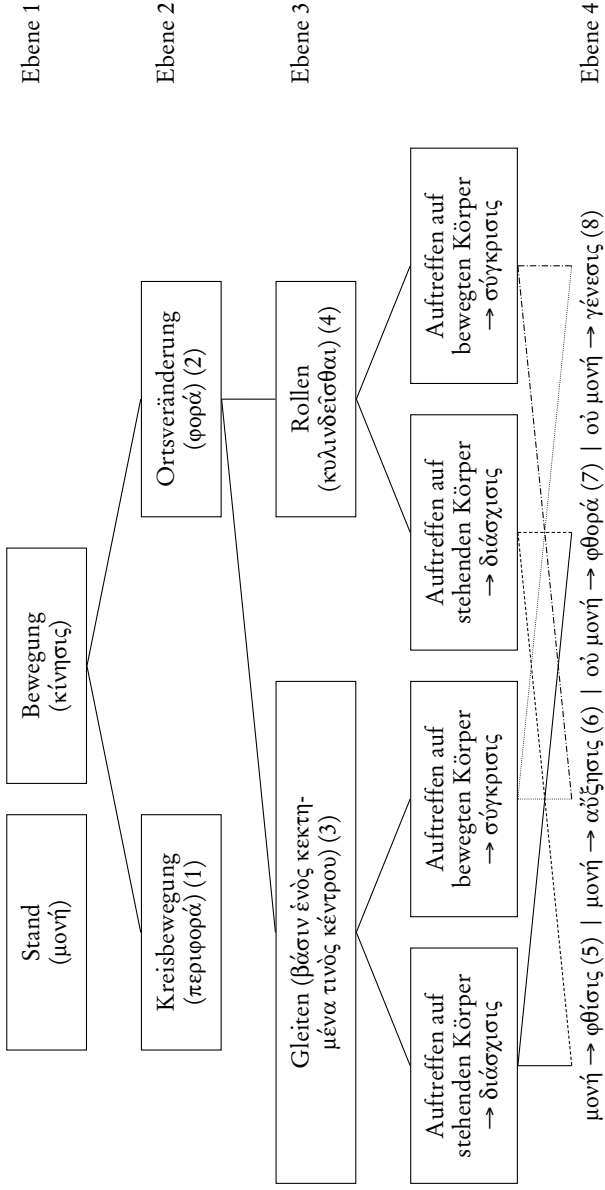 Stand
(μονή)
Bewegung
(κίνησις)
Ebene 1
Kreisbewegung
(περιφορά) (1)
Ortsveränderung
(φορά) (2)
Ebene 2
Gleiten (βάσιν ἑνὸς κεκτη-
μένα τινὸς κέντρου) (3)
Rollen
(κυλινδεῖσθαι) (4)
Ebene 3
Auftreffen auf
stehenden Körper
→ διάσχισις
Auftreffen auf
bewegten Körper
→ σύγκρισις
Auftreffen auf
stehenden Körper
→ διάσχισις
Auftreffen auf
bewegten Körper
→ σύγκρισις
μονή → φθίσις (5) | μονή → αὔξησις (6) | οὐ μονή → φθορά (7) | οὐ μονή → γένεσις (8)
Ebene 4